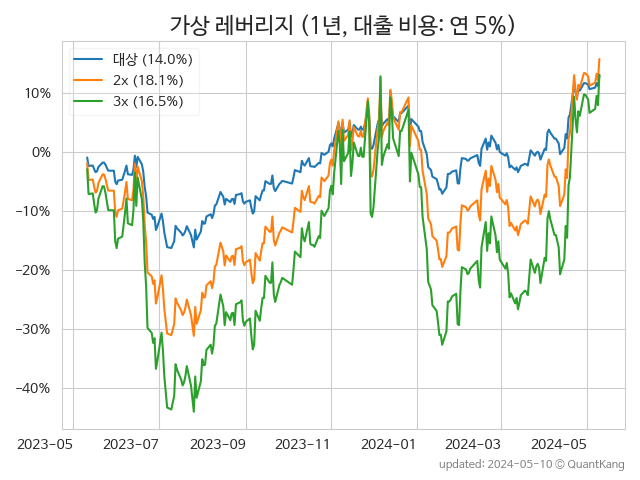 가상 레버리지 (1년, 대출 비용: 연 5%)
대상 (14.0%)
2x (18.1%)
3x (16.5%)
10%
0%
−10%
−20%
−30%
−40%
2023-05 2023-07 2023-09 2023-11 2024-01 2024-03 2024-05
updated: 2024-05-10 © QuantKang